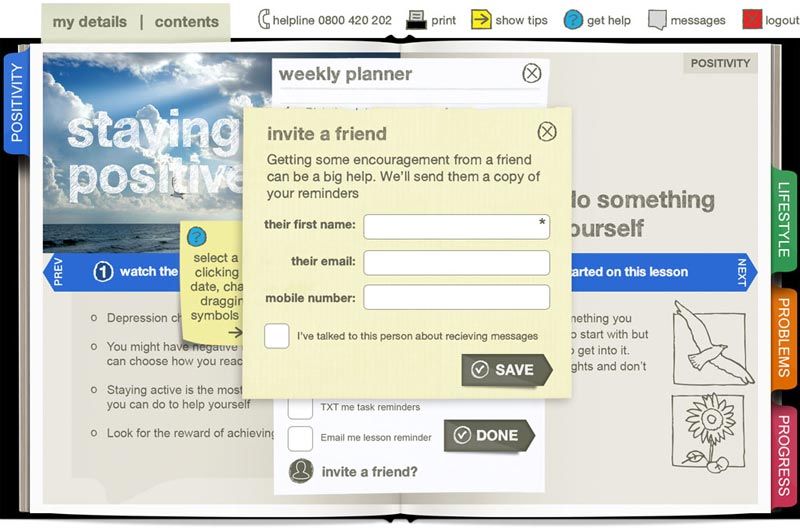 my details | contents
helpline 0800 420 202
print
show tips
get help
messages
logout
POSITIVITY
POSITIVITY
staying
positive
weekly planner
invite a friend
Getting some encouragement from a friend
can be a big help. We'll send them a copy of
your reminders
their first name:
*
their email:
mobile number:
I've talked to this person about recieving messages
SAVE
?
select a
clicking
date, cha
draggin
symbols
do something
ourself
PREV
1 watch the
started on this lesson
NEXT
Depression ch
You might have negative
can choose how you reac
Staying active is the most
you can do to help yourself
Look for the reward of achieving
mething you
o start with but
o get into it.
ghts and don't
TXT me task reminders
Email me lesson reminder
DONE
invite a friend?
LIFESTYLE
PROBLEMS
PROGRESS